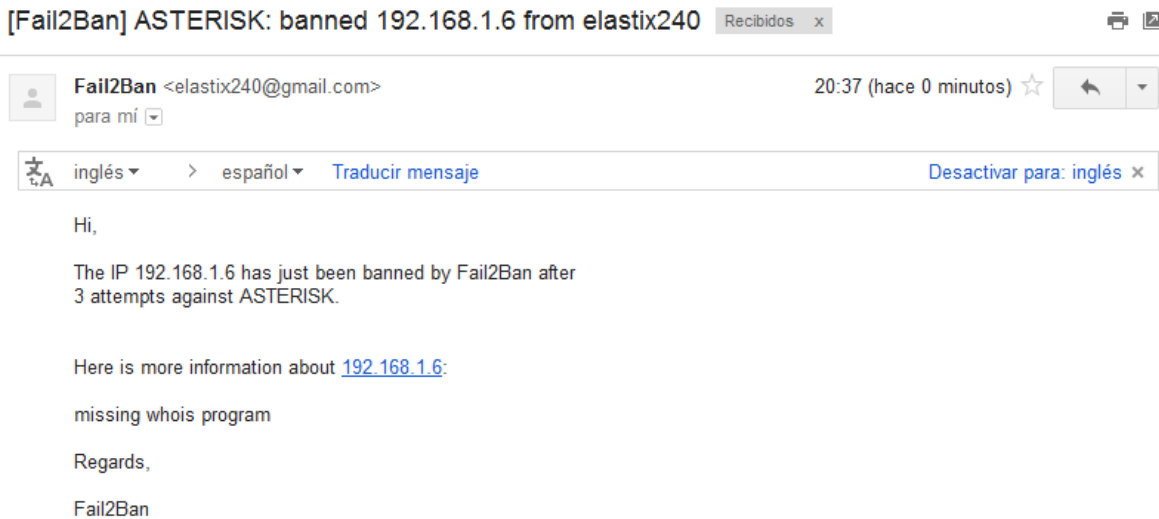 [Fail2Ban] ASTERISK: banned 192.168.1.6 from elastix240 Recibidos x
Fail2Ban <elastix240@gmail.com> 20:37 (hace 0 minutos)
para mí
inglés > español Traducir mensaje Desactivar para: inglés ×
Hi,
The IP 192.168.1.6 has just been banned by Fail2Ban after
3 attempts against ASTERISK.
Here is more information about 192.168.1.6:
missing whois program
Regards,
Fail2Ban